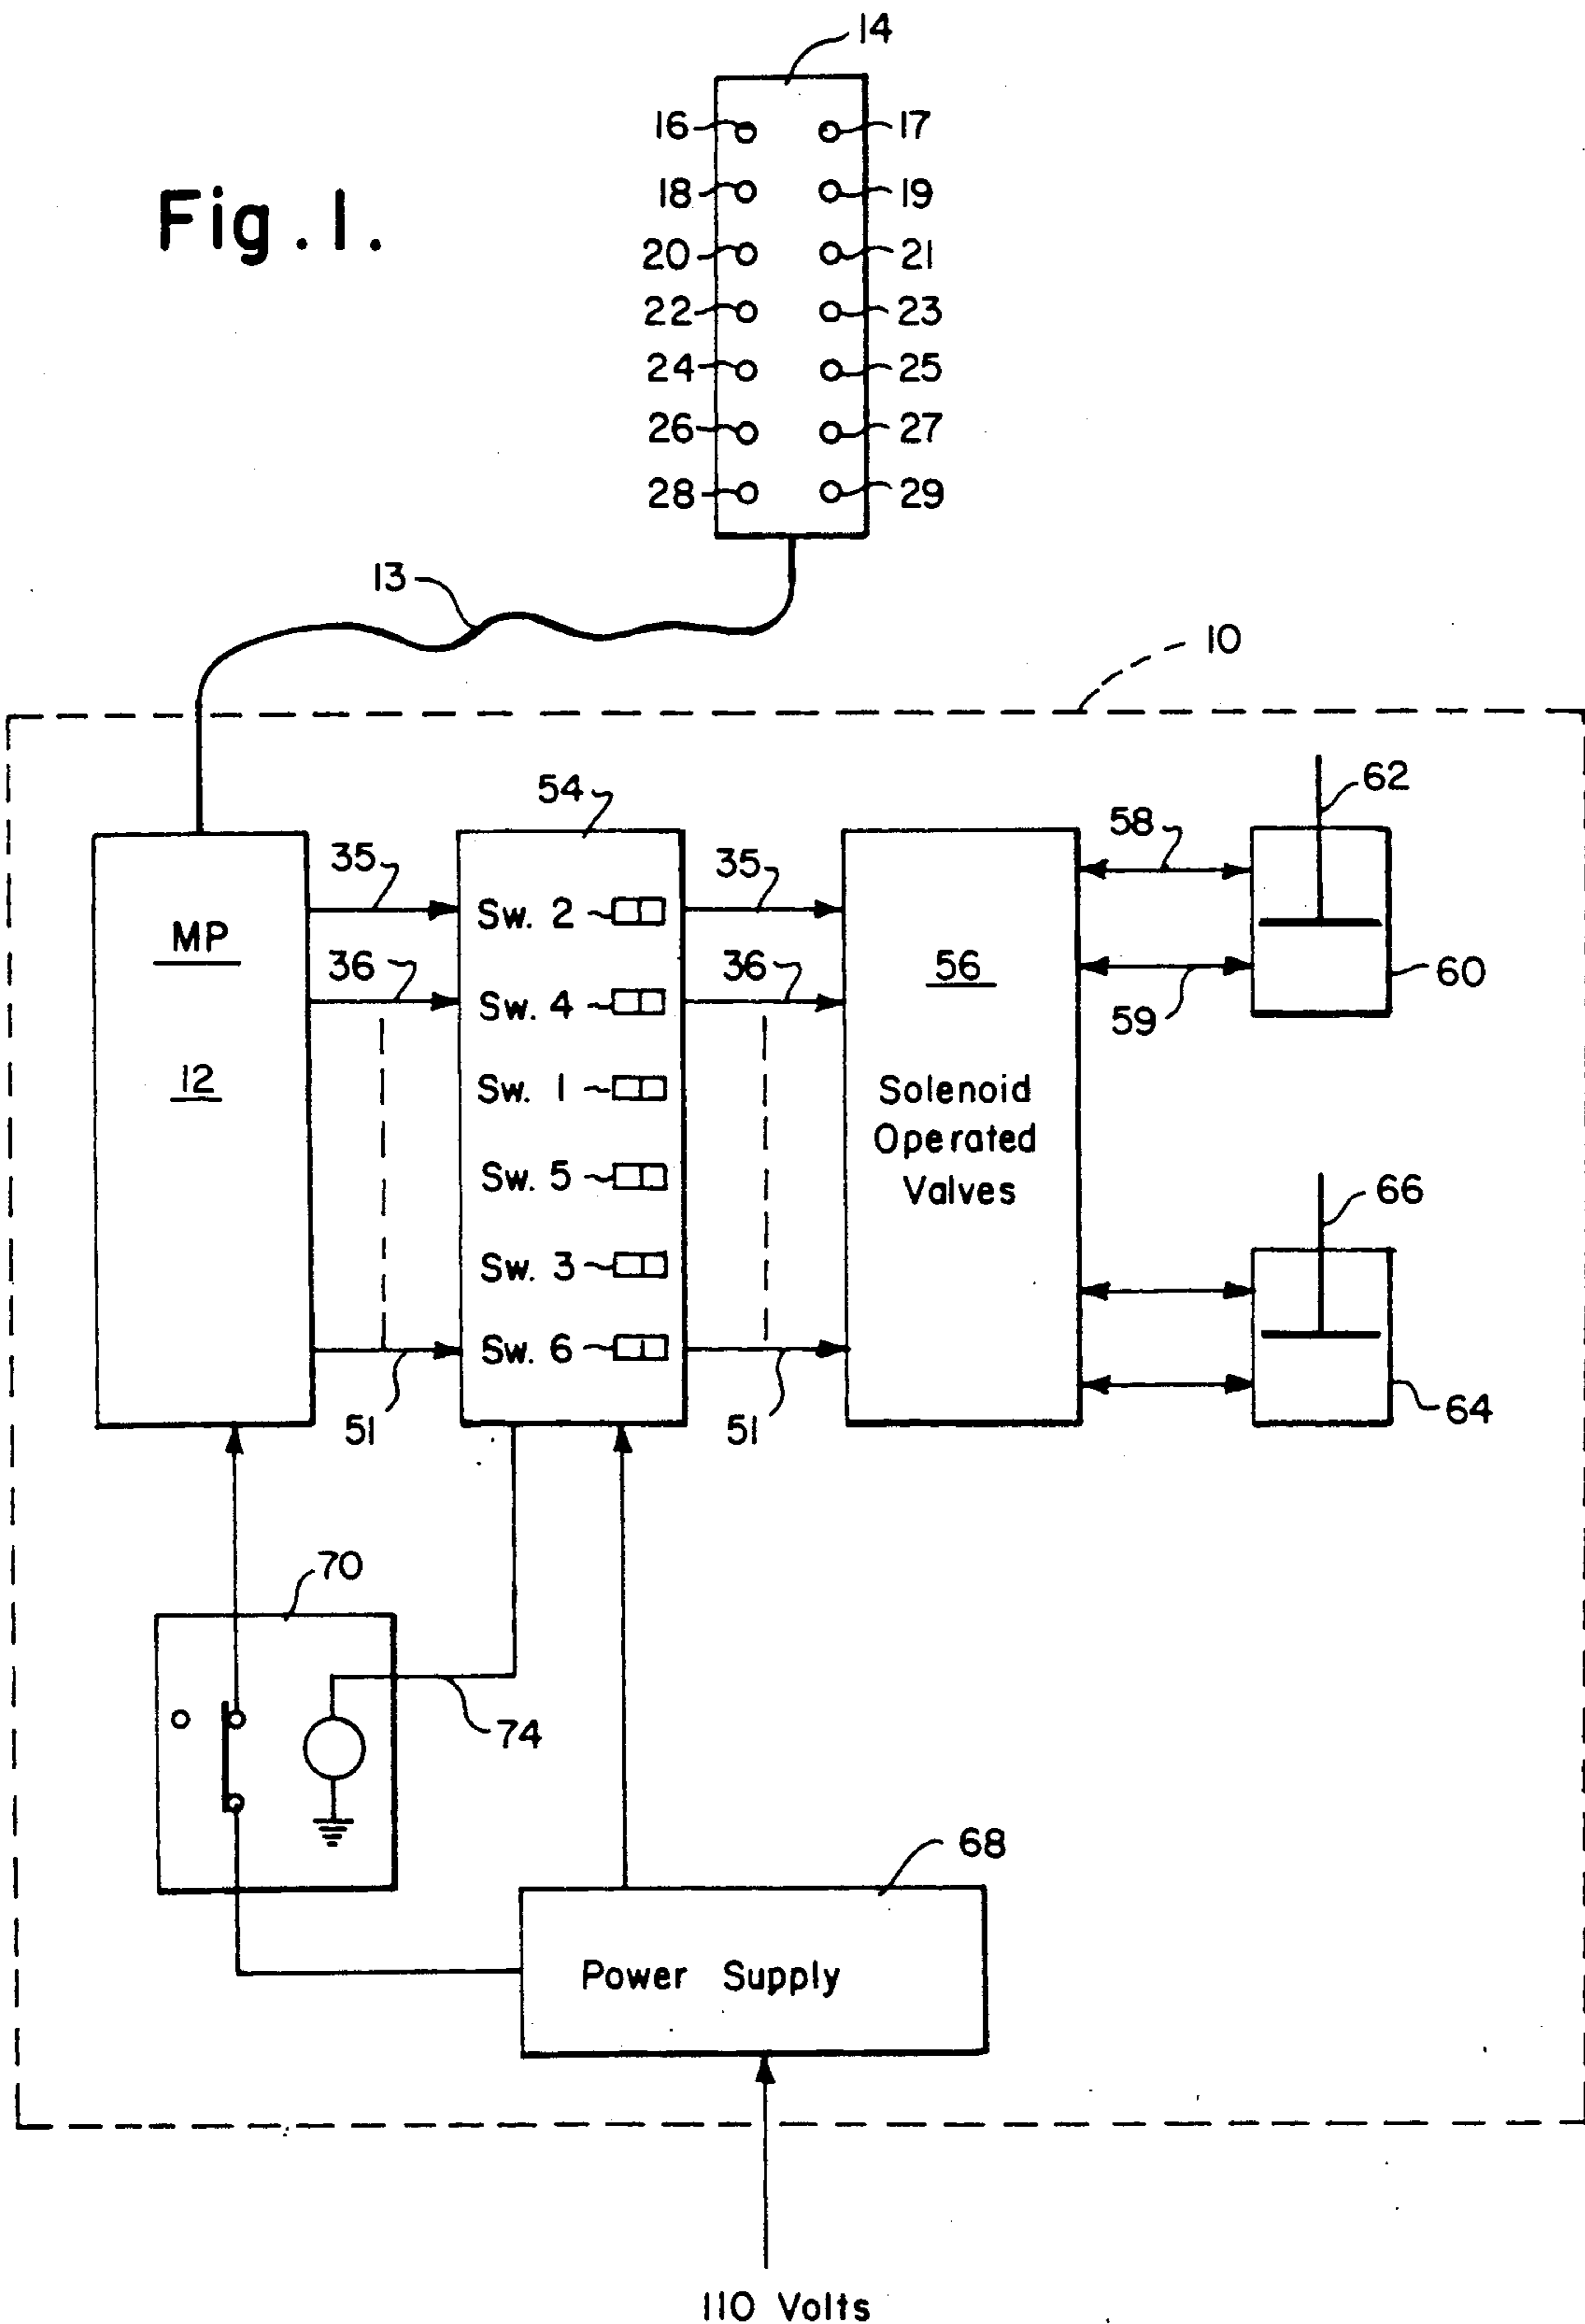 14
16 17
18 19
Fig. 1.
20 21
22 23
24 25
26 27
28 29
13
10
54 62
35 35 58
MP Sw. 2
36 Sw. 4 36 56 59 60
12 Sw. 1 Solenoid
Operated
Sw. 5 Valves 66
Sw. 3
Sw. 6
51 51 64
70
74
68
Power Supply
110 Volts